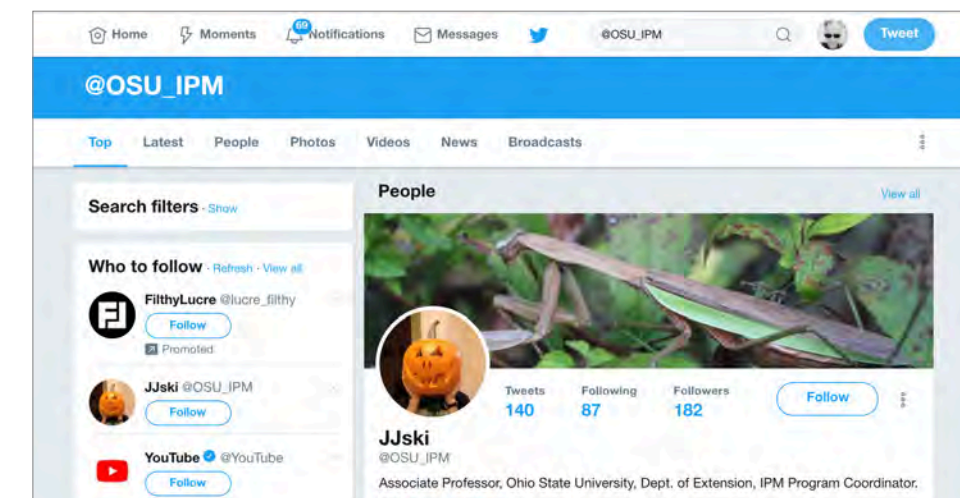 Home Moments 69 Notifications Messages @OSU_IPM Tweet
@OSU_IPM
Top Latest People Photos Videos News Broadcasts
Search filters · Show
Who to follow · Refresh · View all
FilthyLucre @lucre_filthy
Follow
Promoted
JJski @OSU_IPM
Follow
YouTube @YouTube
Follow
People View all
Tweets Following Followers
140 87 182
Follow
JJski
@OSU_IPM
Associate Professor, Ohio State University, Dept. of Extension, IPM Program Coordinator.